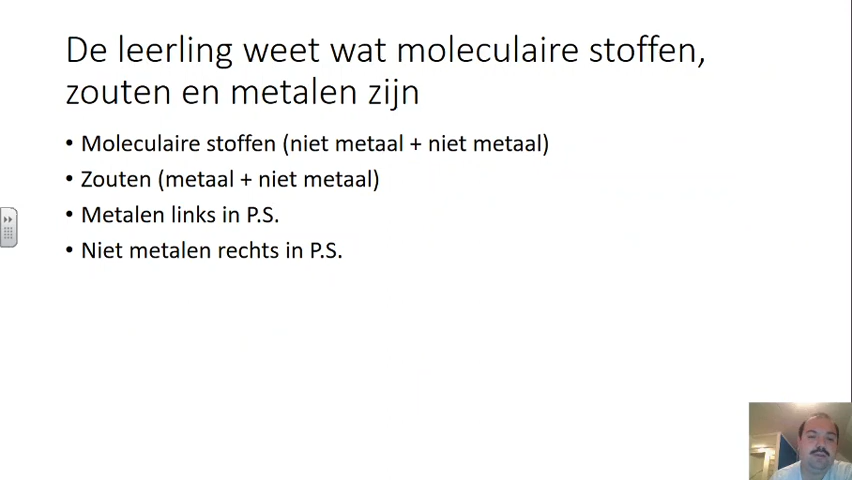 De leerling weet wat moleculaire stoffen,
zouten en metalen zijn
• Moleculaire stoffen (niet metaal + niet metaal)
• Zouten (metaal + niet metaal)
• Metalen links in P.S.
• Niet metalen rechts in P.S.